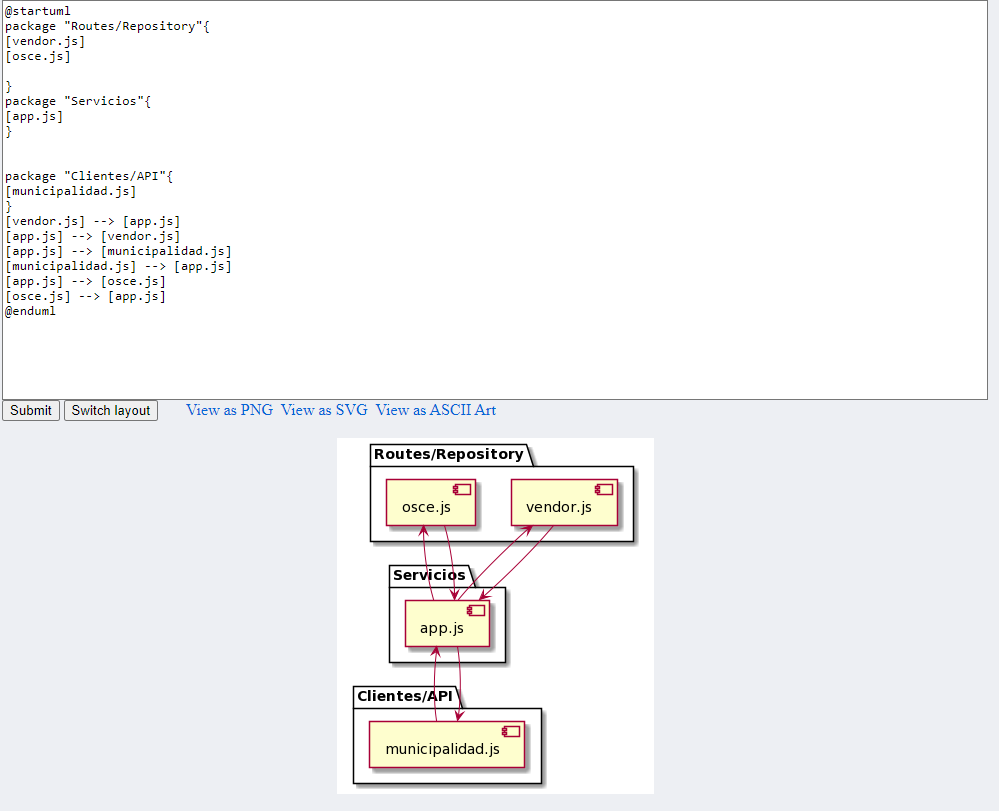 @startuml
package "Routes/Repository"{
[vendor.js]
[osce.js]
}
package "Servicios"{
[app.js]
}
package "Clientes/API"{
[municipalidad.js]
}
[vendor.js] --> [app.js]
[app.js] --> [vendor.js]
[app.js] --> [municipalidad.js]
[municipalidad.js] --> [app.js]
[app.js] --> [osce.js]
[osce.js] --> [app.js]
@enduml
Submit Switch layout View as PNG View as SVG View as ASCII Art
Routes/Repository
osce.js vendor.js
Servicios
app.js
Clientes/API
municipalidad.js